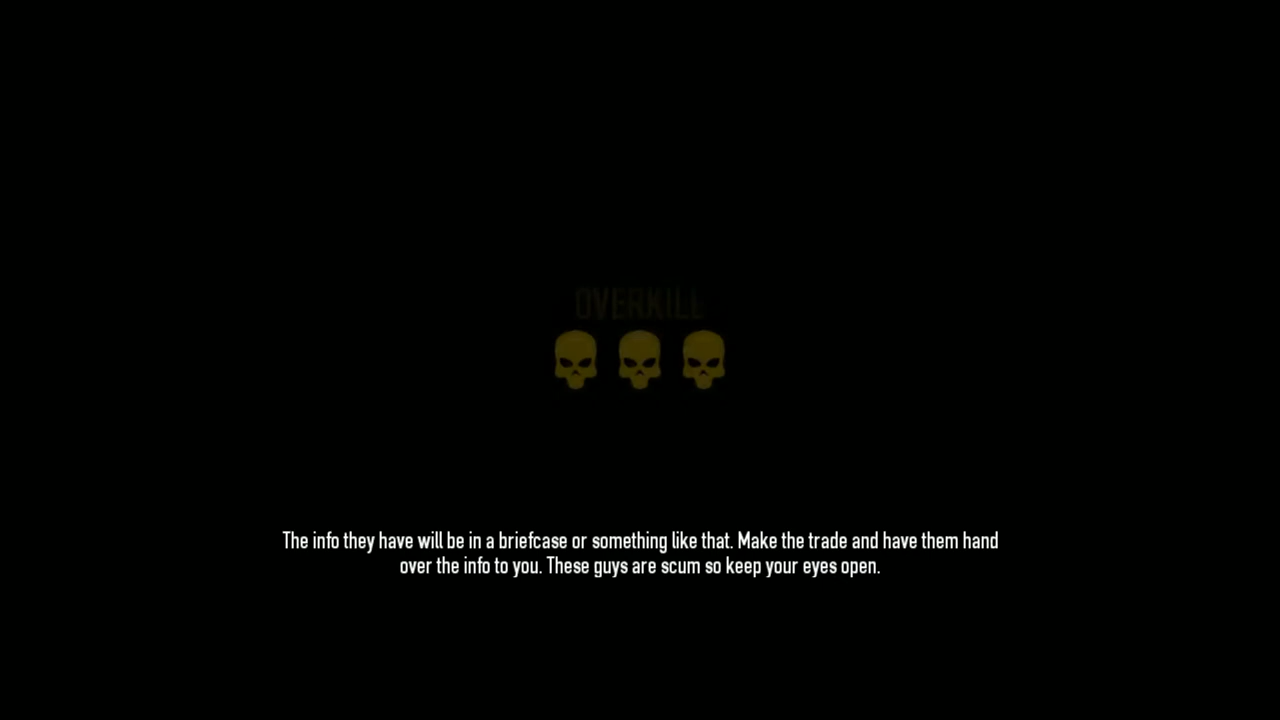 OVERKILL
The info they have will be in a briefcase or something like that. Make the trade and have them hand
over the info to you. These guys are scum so keep your eyes open.